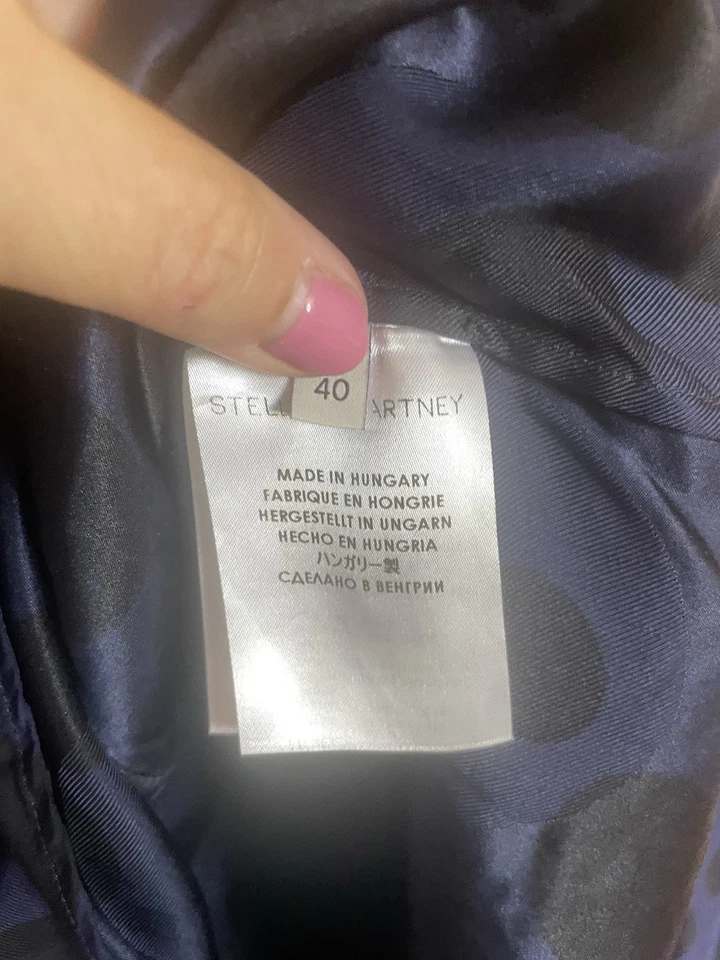 40
STEL ARTNEY
MADE IN HUNGARY
FABRIQUE EN HONGRIE
HERGESTELLT IN UNGARN
HECHO EN HUNGRIA
ハンガリー製
СДЕЛАНО В ВЕНГРИИ